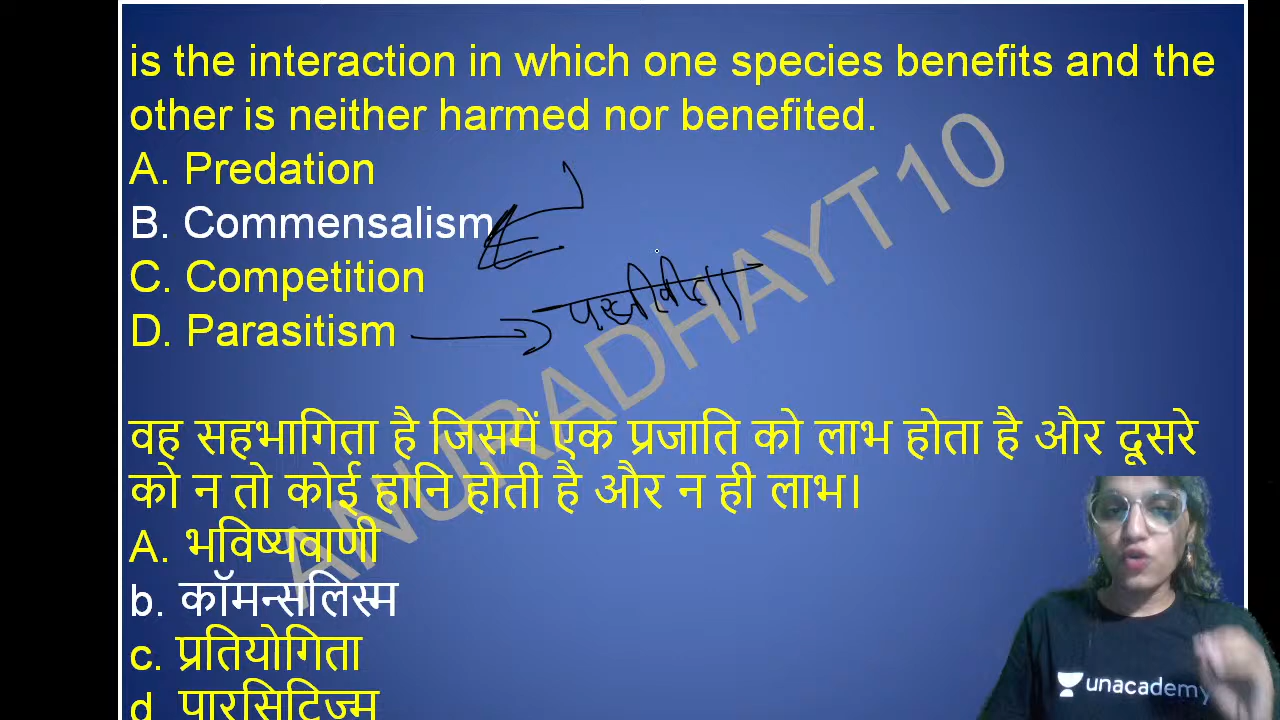 is the interaction in which one species benefits and the
other is neither harmed nor benefited.
A. Predation
B. Commensalism
C. Competition
D. Parasitism
परजीविता
ANURADHAYT10
वह सहभागिता है जिसमें एक प्रजाति को लाभ होता है और दूसरे
को न तो कोई हानि होती है और न ही लाभ।
A. भविष्यवाणी
b. कॉमन्सलिस्म
c. प्रतियोगिता
d पारसिटिज्म
unacademy